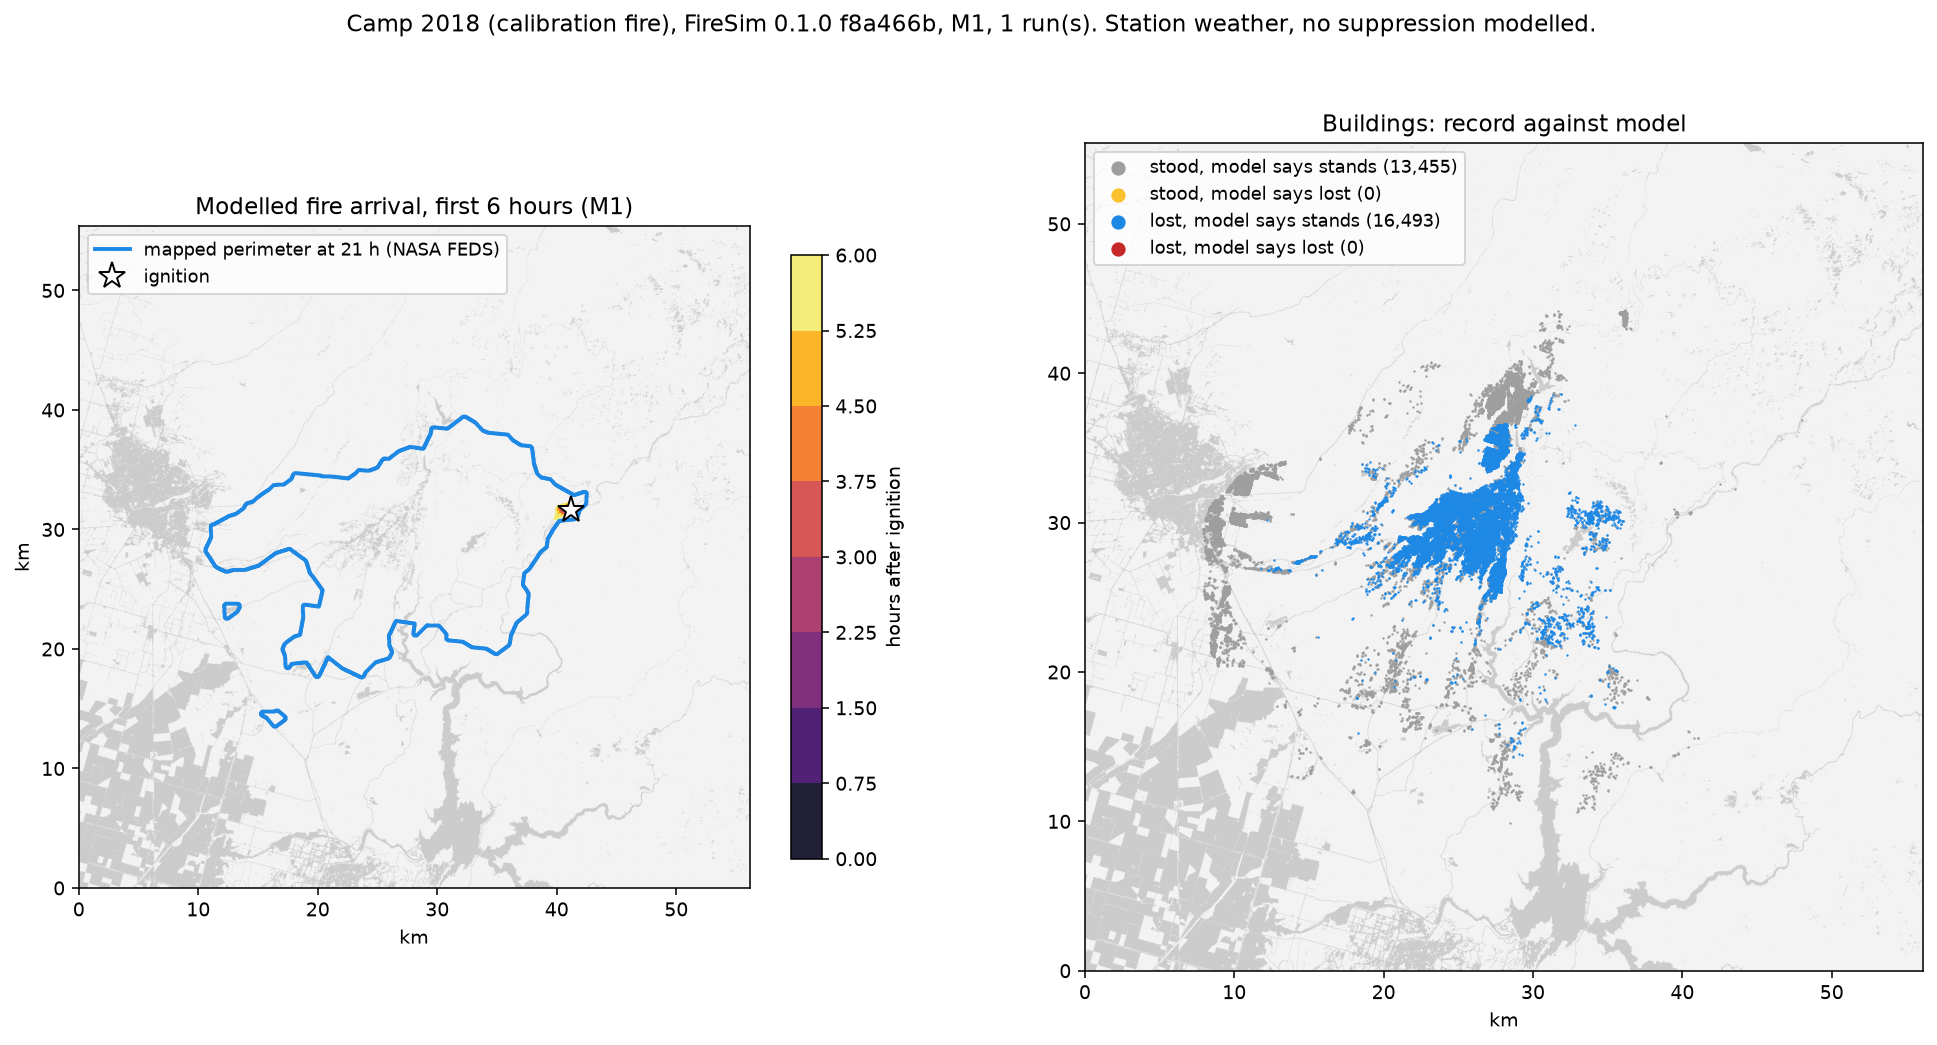 Camp 2018 (calibration fire), FireSim 0.1.0 f8a466b, M1, 1 run(s). Station weather, no suppression modelled.
Modelled fire arrival, first 6 hours (M1)
mapped perimeter at 21 h (NASA FEDS)
ignition
50
40
30
20
10
0
km
0 10 20 30 40 50
km
6.00
5.25
4.50
3.75
3.00
2.25
1.50
0.75
0.00
hours after ignition
Buildings: record against model
stood, model says stands (13,455)
stood, model says lost (0)
lost, model says stands (16,493)
lost, model says lost (0)
50
40
30
20
10
0
0 10 20 30 40 50
km